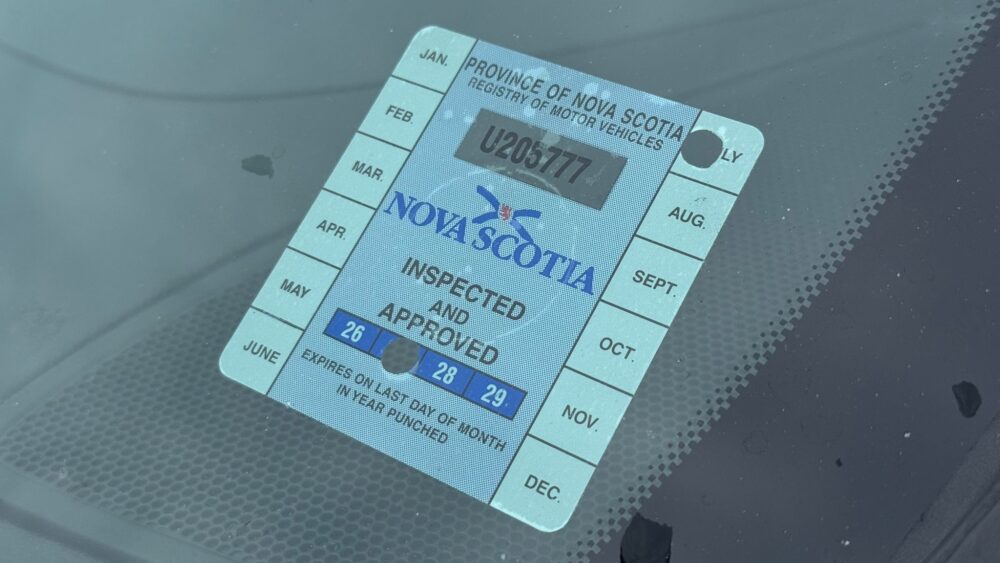 JAN.
FEB.
MAR.
APR.
MAY
JUNE
PROVINCE OF NOVA SCOTIA
REGISTRY OF MOTOR VEHICLES
U205777
NOVA SCOTIA
INSPECTED
AND
APPROVED
26 28 29
EXPIRES ON LAST DAY OF MONTH
IN YEAR PUNCHED
LY
AUG.
SEPT.
OCT.
NOV.
DEC.